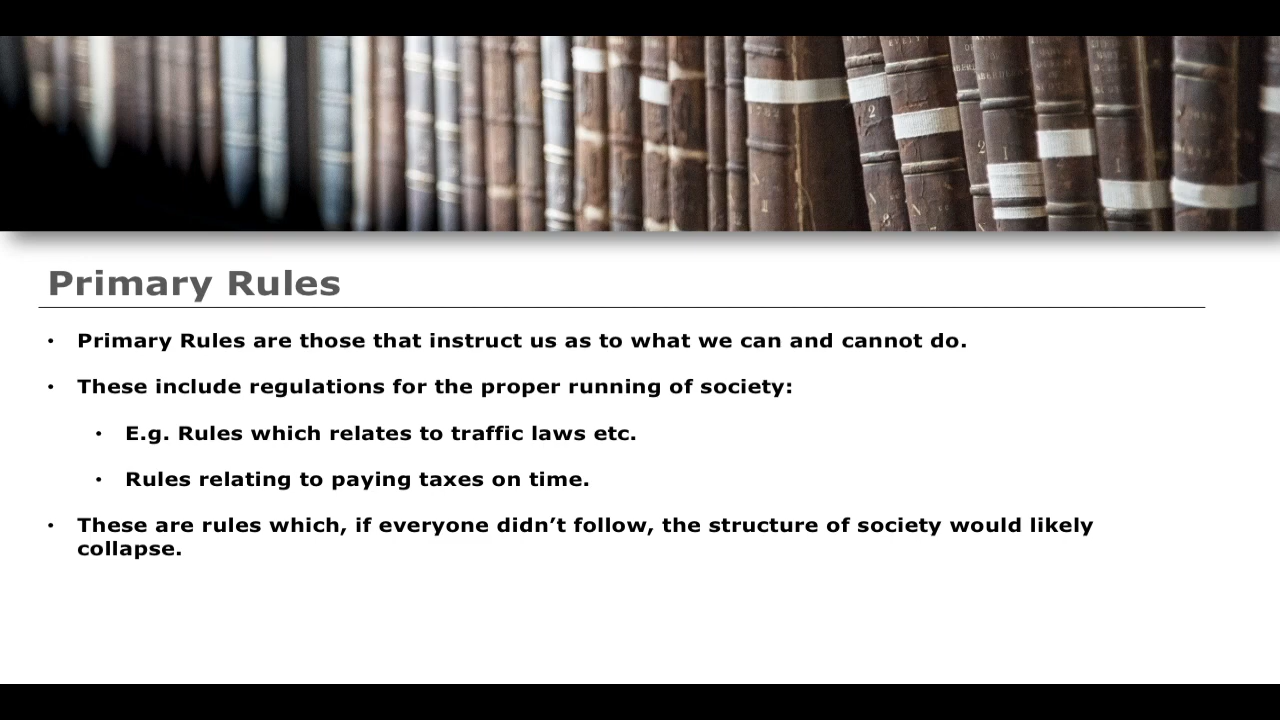 Primary Rules
• Primary Rules are those that instruct us as to what we can and cannot do.
• These include regulations for the proper running of society:
• E.g. Rules which relates to traffic laws etc.
• Rules relating to paying taxes on time.
• These are rules which, if everyone didn’t follow, the structure of society would likely
collapse.